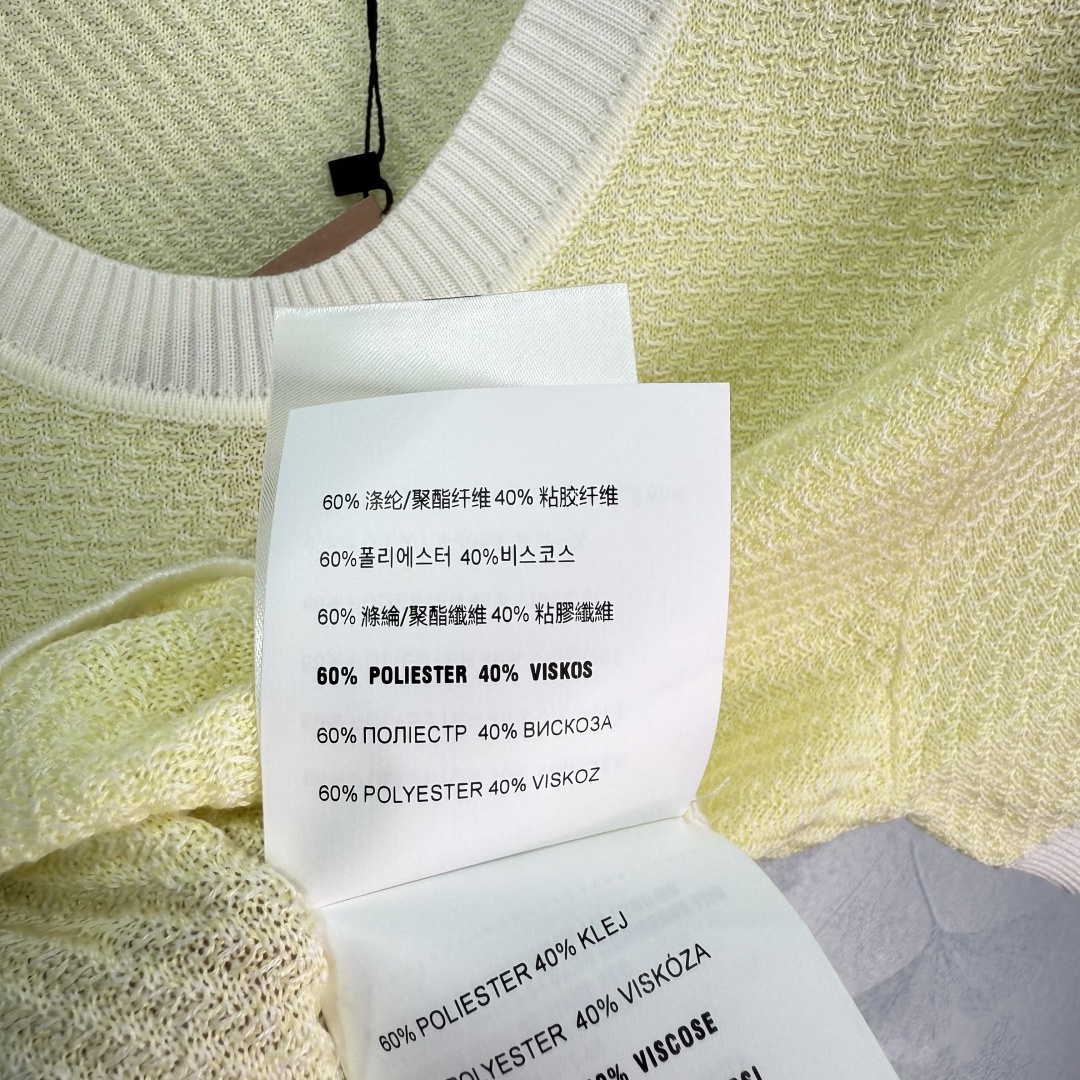 60% 涤纶/聚酯纤维 40% 粘胶纤维
60%폴리에스터 40%비스코스
60% 滌綸/聚酯纖維 40% 粘膠纖維
60% POLIESTER 40% VISKOS
60% ПОЛІЕСТР 40% ВИСКОЗА
60% POLYESTER 40% VISKOZ
60% POLIESTER 40% KLEJ
POLYESTER 40% VISKÓZA
VISCOSE